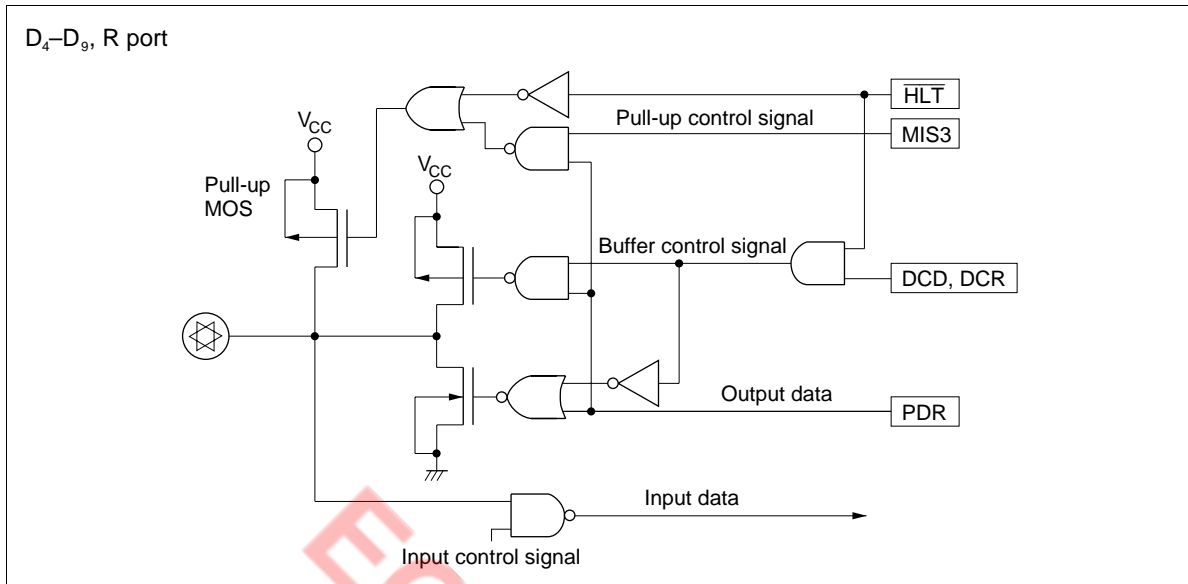 D₄–D₉, R port
HLT
Pull-up control signal
MIS3
VCC
VCC
Pull-up
MOS
Buffer control signal
DCD, DCR
Output data
PDR
Input data
Input control signal